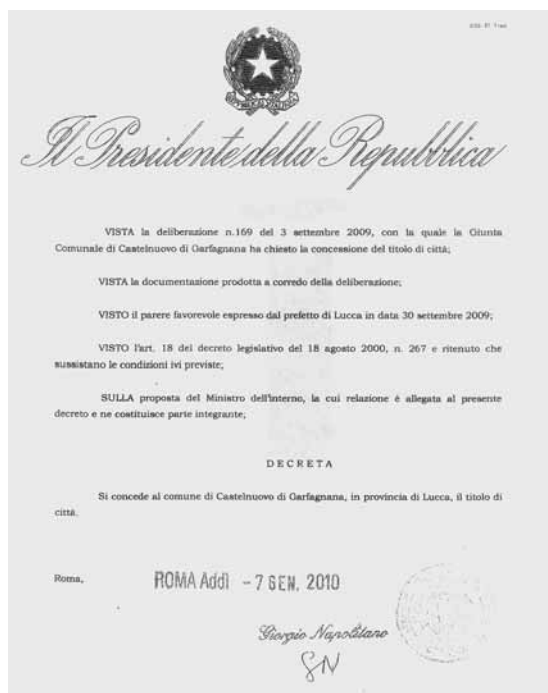 REPVBBLICA ITALIANA
Il Presidente della Repubblica
VISTA la deliberazione n.169 del 3 settembre 2009, con la quale la Giunta
Comunale di Castelnuovo di Garfagnana ha chiesto la concessione del titolo di città;
VISTA la documentazione prodotta a corredo della deliberazione;
VISTO il parere favorevole espresso dal prefetto di Lucca in data 30 settembre 2009;
VISTO l'art. 18 del decreto legislativo del 18 agosto 2000, n. 267 e ritenuto che
sussistano le condizioni ivi previste;
SULLA proposta del Ministro dell'interno, la cui relazione è allegata al presente
decreto e ne costituisce parte integrante;
DECRETA
Si concede al comune di Castelnuovo di Garfagnana, in provincia di Lucca, il titolo di
città.
Roma, ROMA Addì - 7 GEN. 2010
Giorgio Napolitano
GN